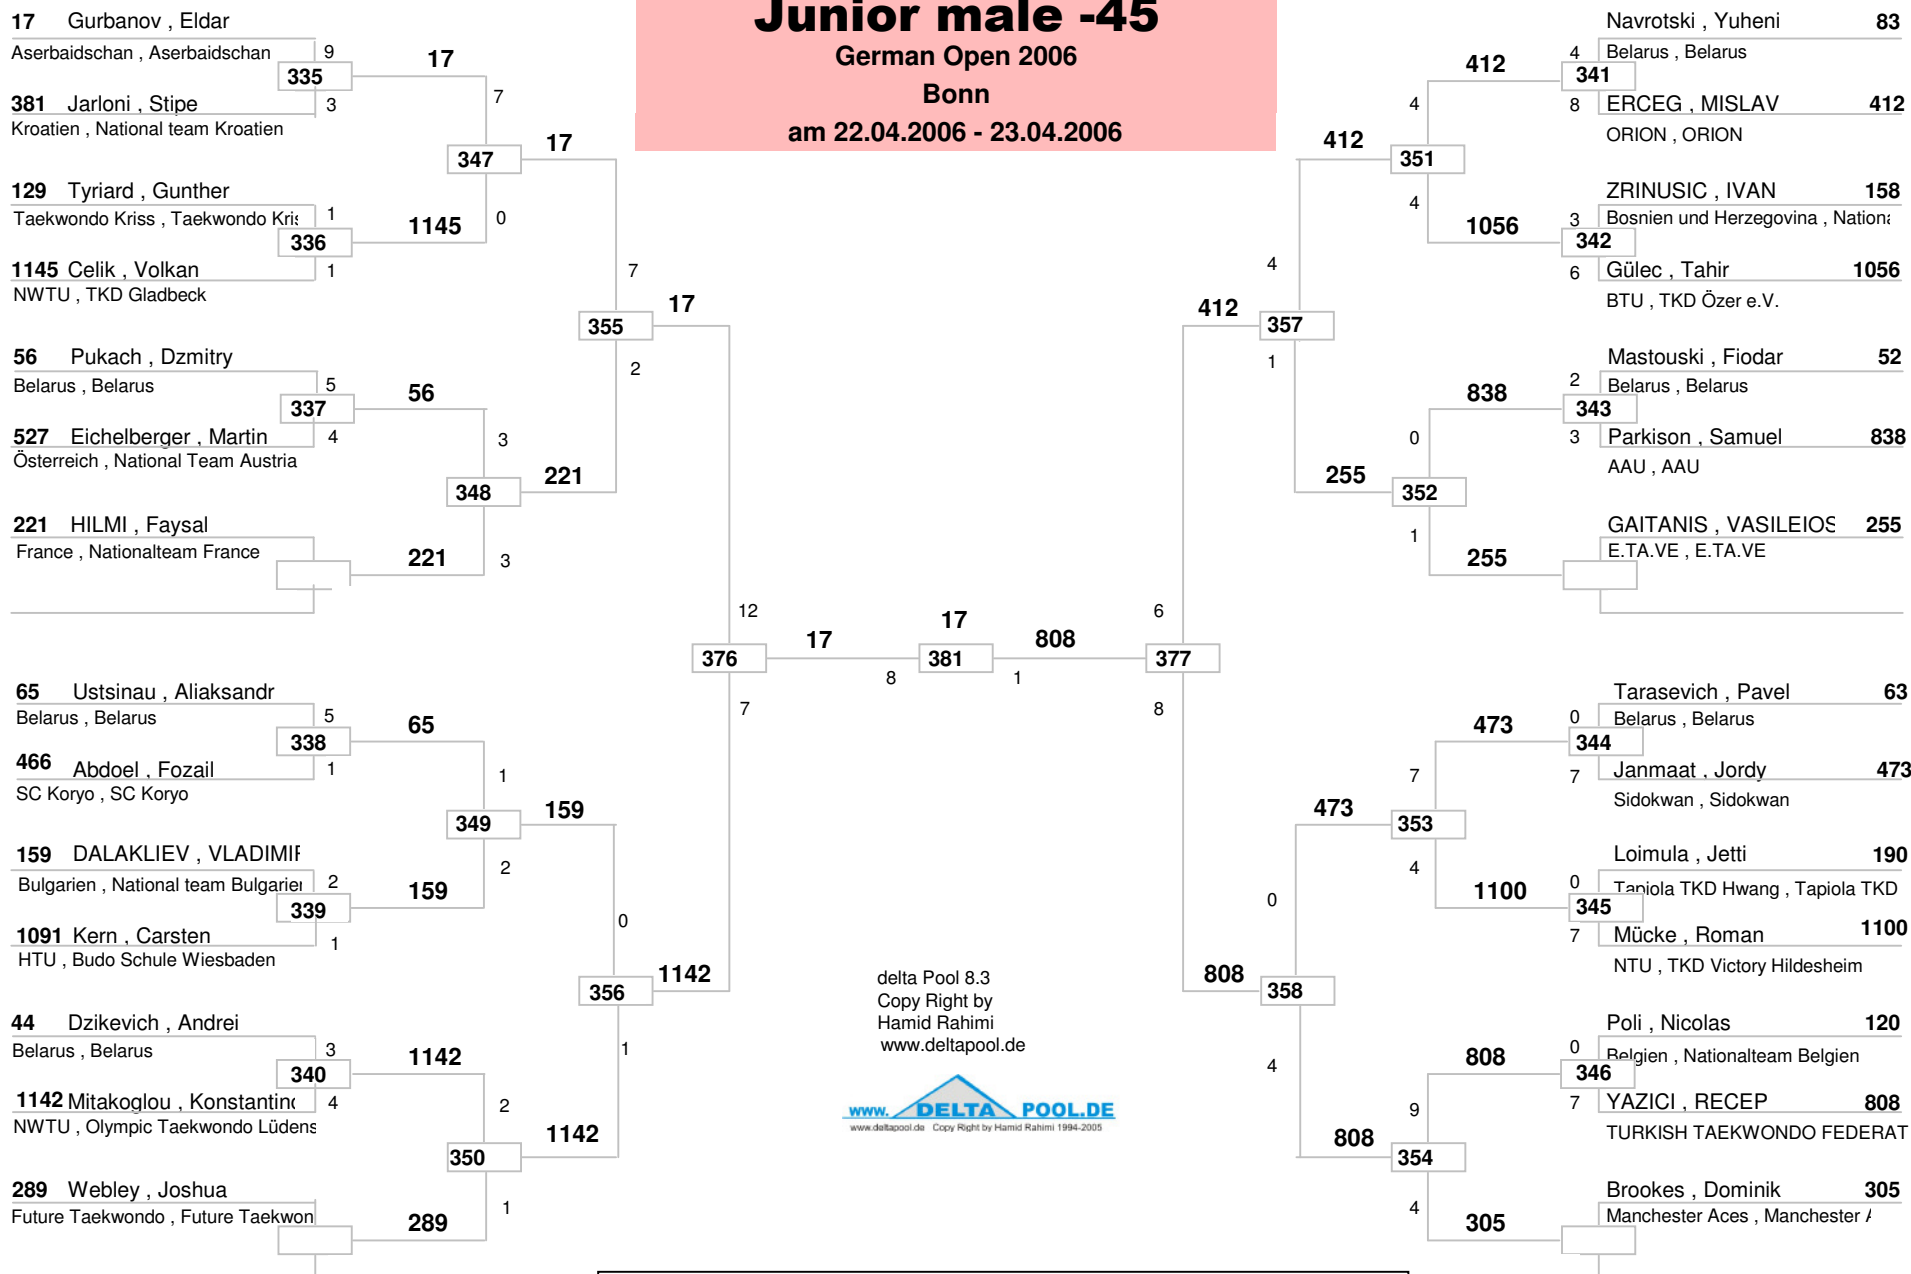 Junior male -45
German Open 2006
Bonn
am 22.04.2006 - 23.04.2006
17 Gurbanov , Eldar
Aserbaidschan , Aserbaidschan
9
335
17
381 Jarloni , Stipe
3
Kroatien , National team Kroatien
7
347
17
129 Tyriard , Gunther
Taekwondo Kriss , Taekwondo Kris
1
336
1145
0
1145 Celik , Volkan
1
NWTU , TKD Gladbeck
7
355
17
56 Pukach , Dzmitry
Belarus , Belarus
5
337
56
2
527 Eichelberger , Martin
4
Österreich , National Team Austria
3
348
221
221 HILMI , Faysal
France , Nationalteam France
221
3
12
376
17
7
65 Ustsinau , Aliaksandr
Belarus , Belarus
5
338
65
466 Abdoel , Fozail
1
SC Koryo , SC Koryo
1
349
159
159 DALAKLIEV , VLADIMIF
Bulgarien , National team Bulgarier
2
339
159
2
1091 Kern , Carsten
1
HTU , Budo Schule Wiesbaden
0
356
1142
44 Dzikevich , Andrei
Belarus , Belarus
3
340
1142
1
1142 Mitakoglou , Konstantinc
4
NWTU , Olympic Taekwondo Lüdens
2
350
1142
289 Webley , Joshua
Future Taekwondo , Future Taekwon
289
1
17
8
381
1
808
377
6
8
Navrotski , Yuheni 83
4
Belarus , Belarus
341
412
8
ERCEG , MISLAV 412
ORION , ORION
4
351
412
4
ZRINUSIC , IVAN 158
3
Bosnien und Herzegovina , Nationa
342
1056
6
Gülec , Tahir 1056
BTU , TKD Özer e.V.
4
357
412
1
Mastouski , Fiodar 52
2
Belarus , Belarus
343
838
3
Parkison , Samuel 838
AAU , AAU
0
352
255
1
GAITANIS , VASILEIOS 255
E.TA.VE , E.TA.VE
255
Tarasevich , Pavel 63
0
Belarus , Belarus
344
473
7
Janmaat , Jordy 473
Sidokwan , Sidokwan
7
353
473
4
Loimula , Jetti 190
0
Tapiola TKD Hwang , Tapiola TKD
345
1100
7
Mücke , Roman 1100
NTU , TKD Victory Hildesheim
0
358
808
4
Poli , Nicolas 120
0
Belgien , Nationalteam Belgien
346
808
7
YAZICI , RECEP 808
TURKISH TAEKWONDO FEDERAT
9
354
808
4
Brookes , Dominik 305
Manchester Aces , Manchester A
305
delta Pool 8.3
Copy Right by
Hamid Rahimi
www.deltapool.de
www. DELTA POOL.DE
www.deltapool.de Copy Right by Hamid Rahimi 1994-2005